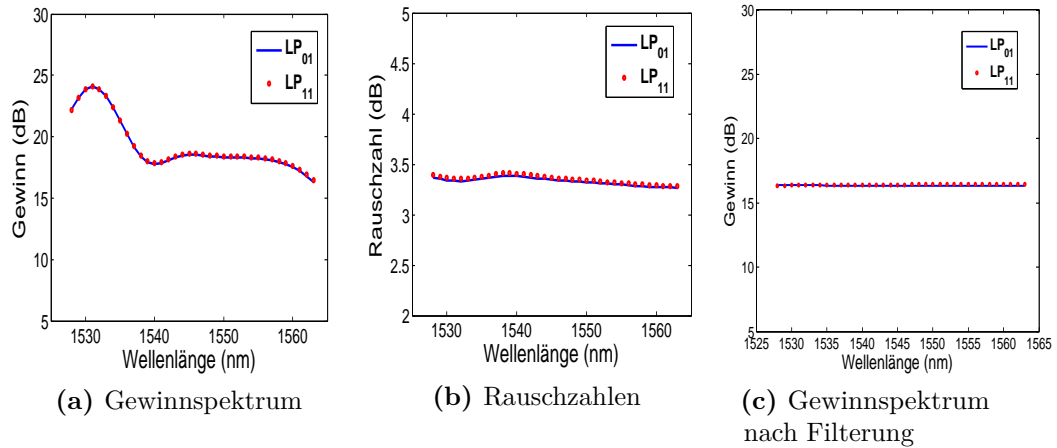 30
25
20
15
10
5
Gewinn (dB)
1530 1540 1550 1560
Wellenlänge (nm)
LP01
LP11
(a) Gewinnspektrum
5
4.5
4
3.5
3
2.5
2
Rauschzahl (dB)
1530 1540 1550 1560
Wellenlänge (nm)
LP01
LP11
(b) Rauschzahlen
30
25
20
15
10
5
Gewinn (dB)
1525 1530 1535 1540 1545 1550 1555 1560 1565
Wellenlänge (nm)
LP01
LP11
(c) Gewinnspektrum
nach Filterung